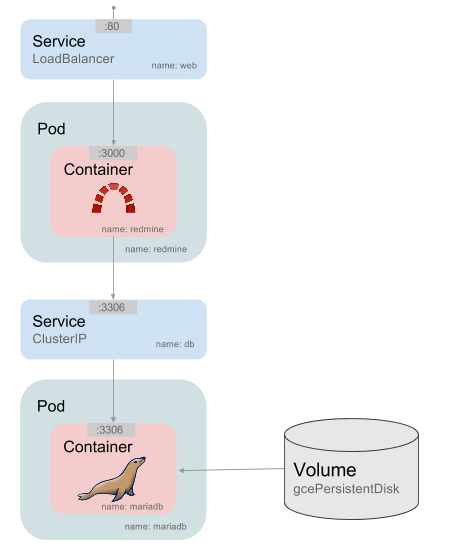 :80
Service
LoadBalancer
name: web
Pod
:3000
Container
name: redmine
name: redmine
:3306
Service
ClusterIP
name: db
Pod
:3306
Container
name: mariadb
name: mariadb
Volume
gcePersistentDisk